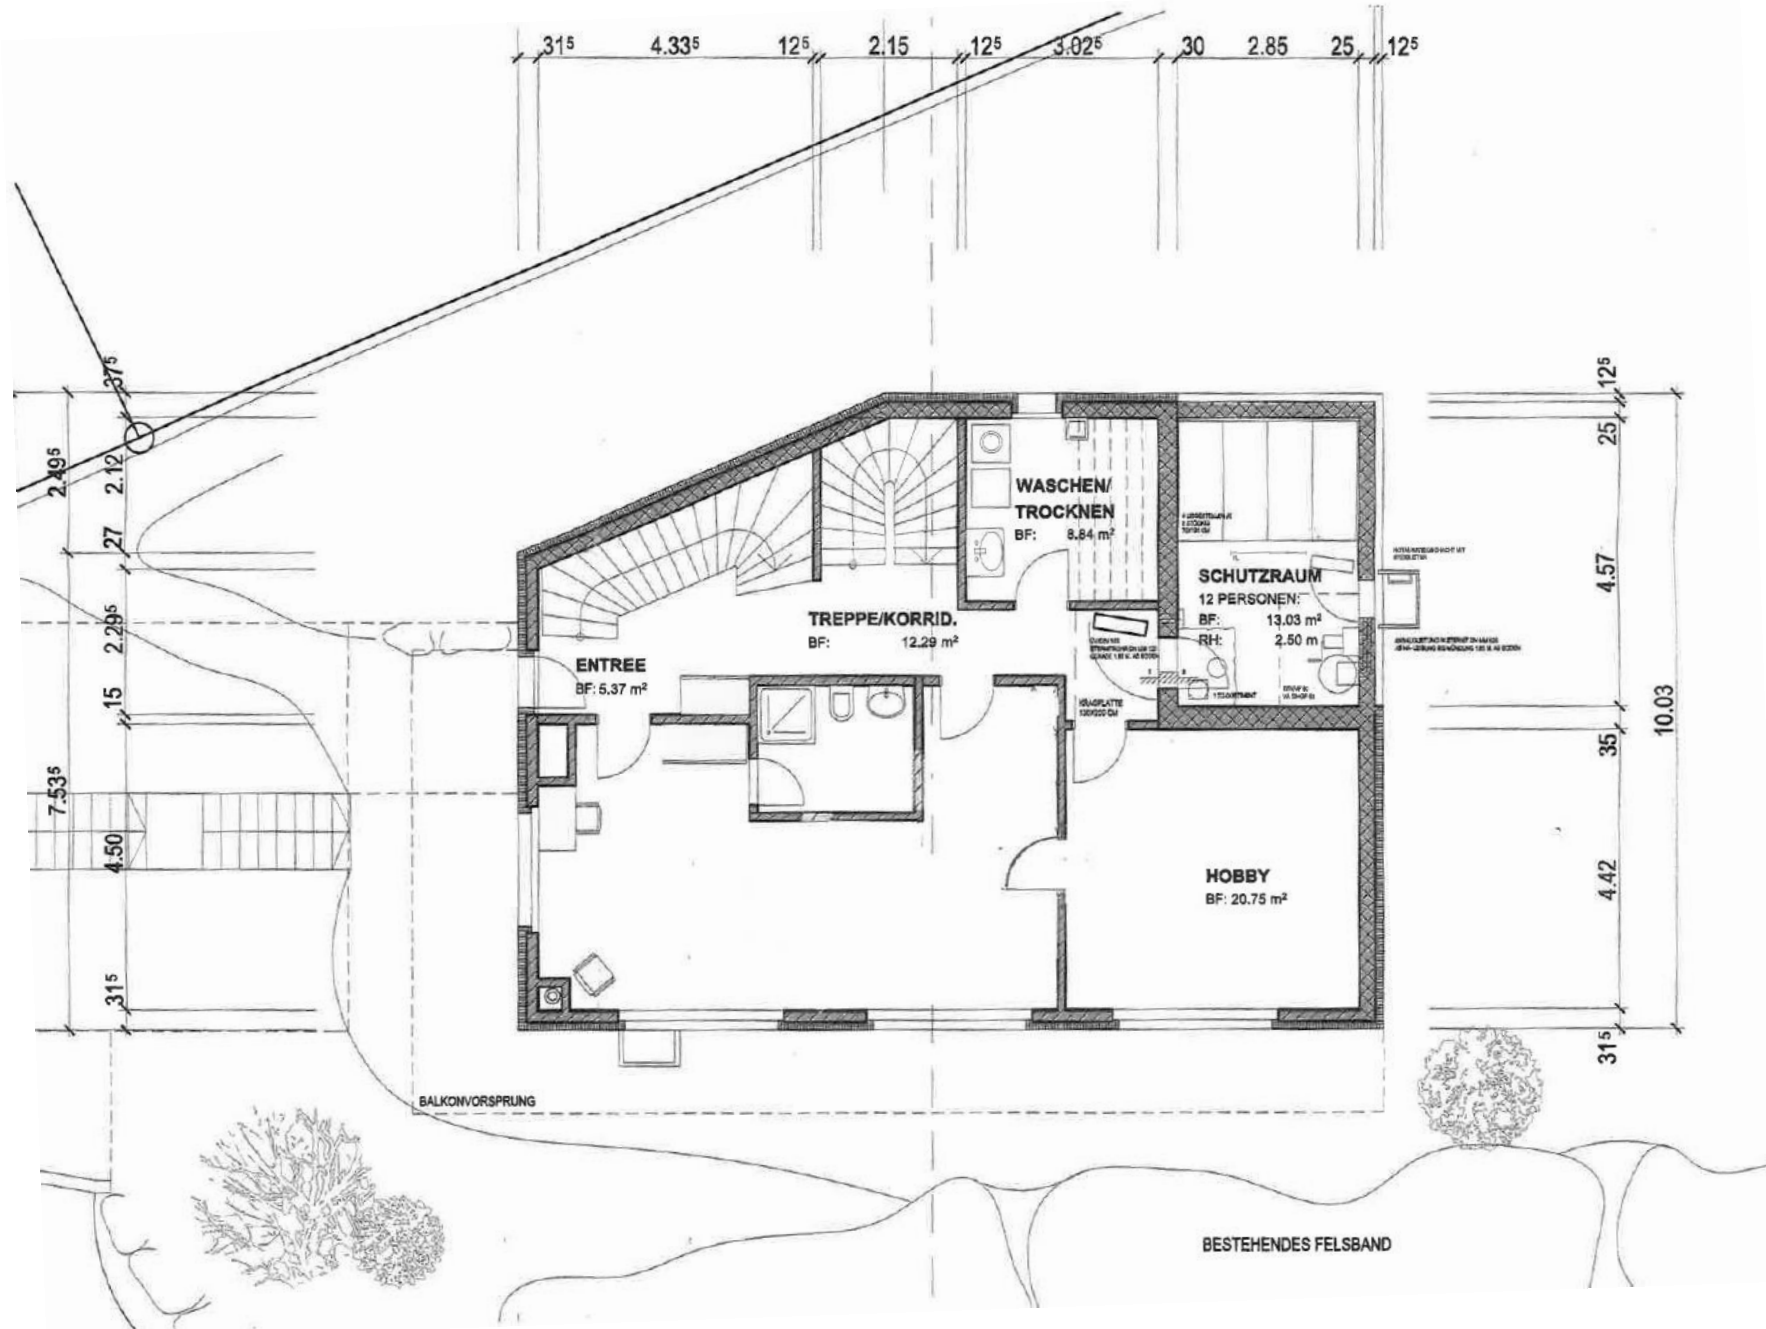 31⁵ 4.33⁵ 12⁵ 2.15 12⁵ 3.02⁵ 30 2.85 25 12⁵
37⁵
2.12
2.49⁵
27
2.29⁵
15
7.53⁵
4.50
31⁵
12⁵
25
4.57
10.03
35
4.42
31⁵
WASCHEN/
TROCKNEN
BF: 8.84 m²
SCHUTZRAUM
12 PERSONEN:
BF: 13.03 m²
RH: 2.50 m
TREPPE/KORRID.
BF: 12.29 m²
ENTREE
BF: 5.37 m²
KRAGPLATTE
HOBBY
BF: 20.75 m²
BALKONVORSPRUNG
BESTEHENDES FELSBAND